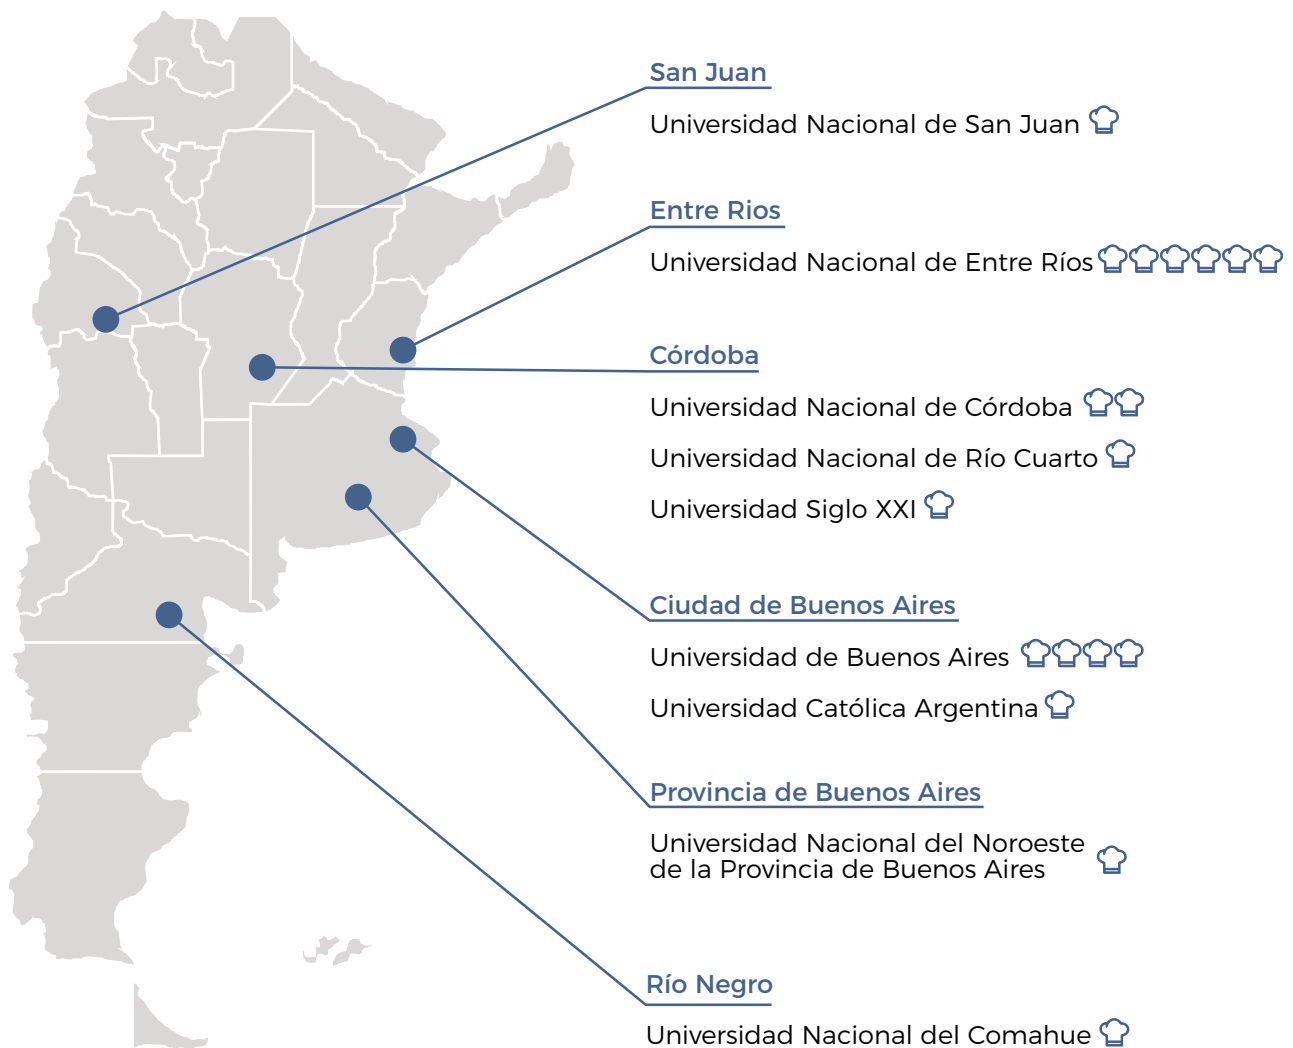 San Juan
Universidad Nacional de San Juan
Entre Rios
Universidad Nacional de Entre Ríos
Córdoba
Universidad Nacional de Córdoba
Universidad Nacional de Río Cuarto
Universidad Siglo XXI
Ciudad de Buenos Aires
Universidad de Buenos Aires
Universidad Católica Argentina
Provincia de Buenos Aires
Universidad Nacional del Noroeste
de la Provincia de Buenos Aires
Río Negro
Universidad Nacional del Comahue